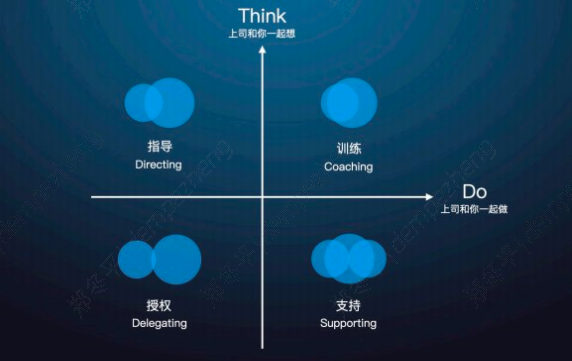 Think
上司和你一起想
指导
Directing
训练
Coaching
Do
上司和你一起做
授权
Delegating
支持
Supporting